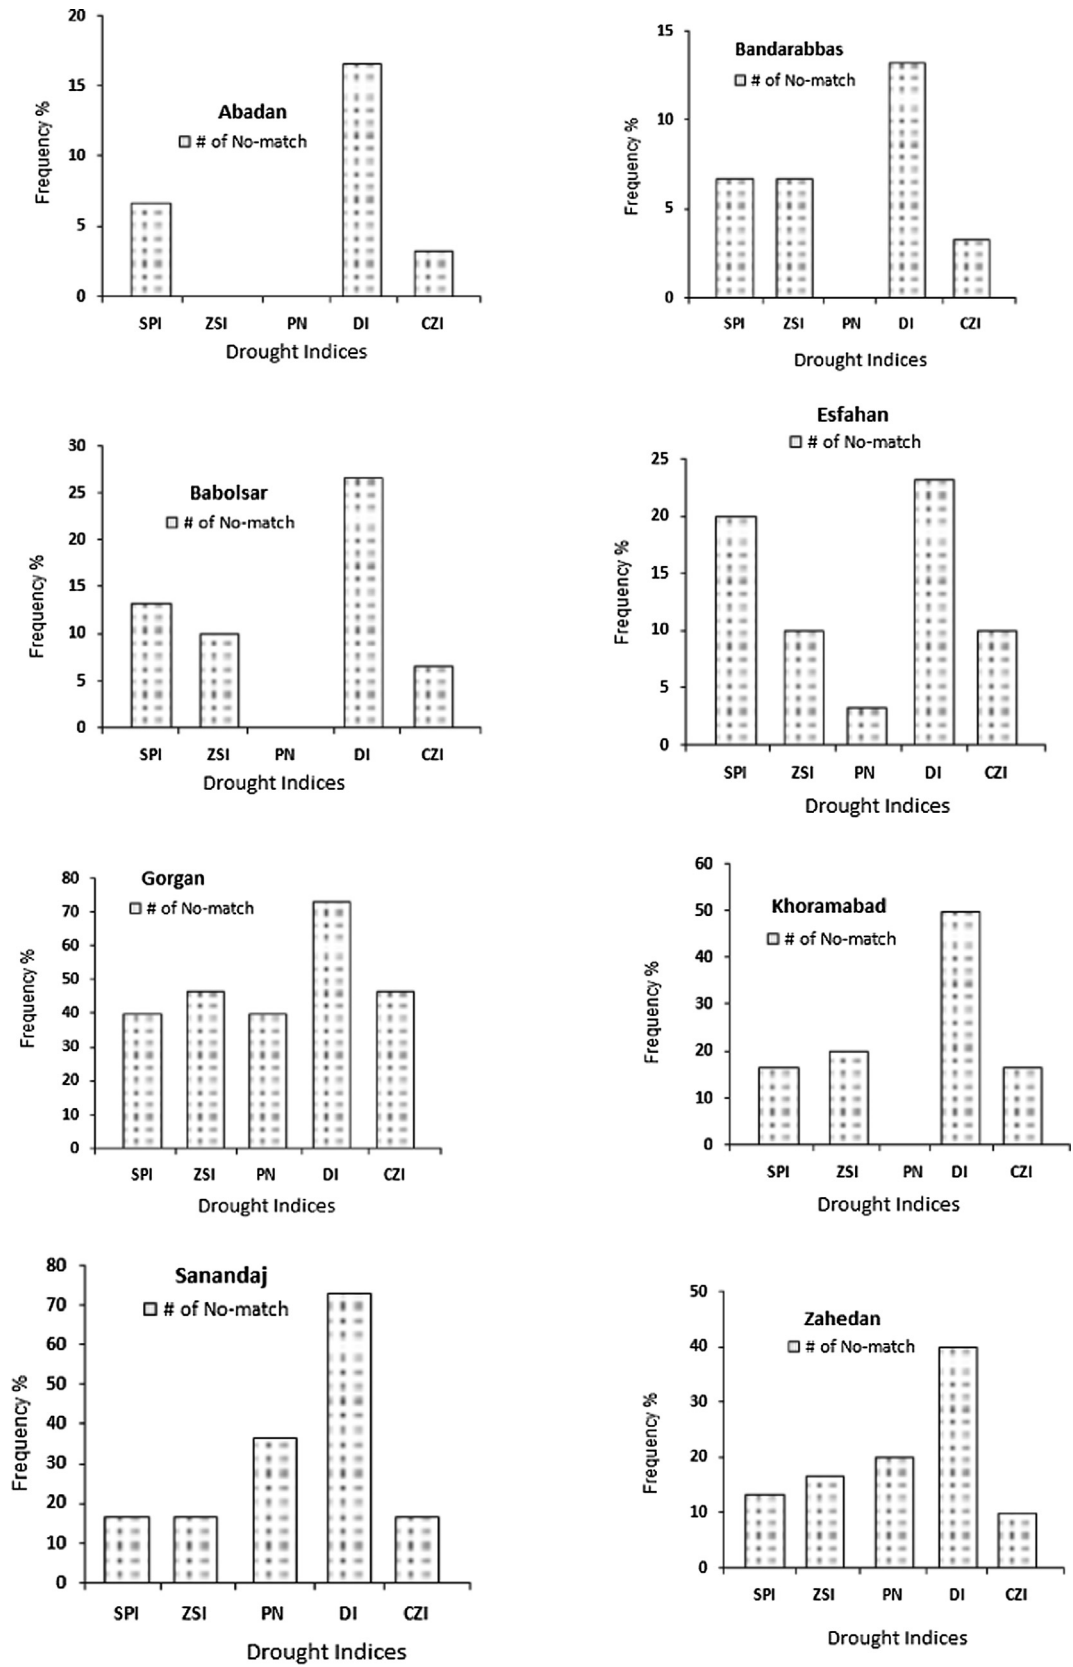 Abadan
# of No-match
Frequency %
20
15
10
5
0
SPI ZSI PN DI CZI
Drought Indices
Bandarabbas
# of No-match
Frequency %
15
10
5
0
SPI ZSI PN DI CZI
Drought Indices
Babolsar
# of No-match
Frequency %
30
25
20
15
10
5
0
SPI ZSI PN DI CZI
Drought Indices
Esfahan
# of No-match
Frequency %
25
20
15
10
5
0
SPI ZSI PN DI CZI
Drought Indices
Gorgan
# of No-match
Frequency %
80
70
60
50
40
30
20
10
0
SPI ZSI PN DI CZI
Drought Indices
Khoramabad
# of No-match
Frequency %
60
50
40
30
20
10
0
SPI ZSI PN DI CZI
Drought Indices
Sanandaj
# of No-match
Frequency %
80
70
60
50
40
30
20
10
0
SPI ZSI PN DI CZI
Drought Indices
Zahedan
# of No-match
Frequency %
50
40
30
20
10
0
SPI ZSI PN DI CZI
Drought Indices